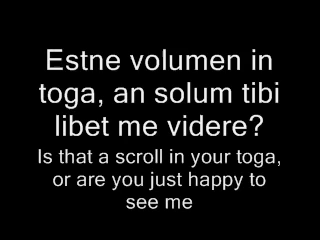 Estne volumen in
toga, an solum tibi
libet me videre?
Is that a scroll in your toga,
or are you just happy to
see me